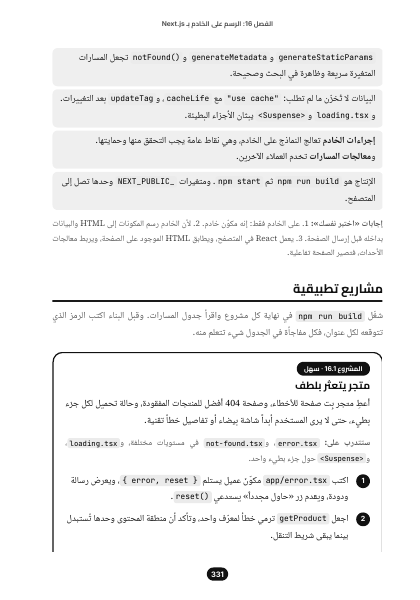 الفصل 16: الرسم على الخادم بـ Next.js
generateStaticParams و generateMetadata و notFound() تجعل المسارات
المتغيرة سريعة وظاهرة في البحث وصحيحة.
البيانات لا تُخزَّن ما لم تطلب: "use cache" مع cacheLife، و updateTag بعد التغييرات.
و loading.tsx و <Suspense> يبثان الأجزاء البطيئة.
إجراءات الخادم تعالج النماذج على الخادم، وهي نقاط عامة يجب التحقق منها وحمايتها.
ومعالجات المسارات تخدم العملاء الآخرين.
الإنتاج هو npm run build ثم npm start. ومتغيرات NEXT_PUBLIC_ وحدها تصل إلى
المتصفح.
إجابات «اختبر نفسك»: 1. على الخادم فقط: إنه مكوّن خادم. 2. لأن الخادم رسم المكونات إلى HTML والبيانات
بداخله قبل إرسال الصفحة. 3. يعمل React في المتصفح، ويطابق HTML الموجود على الصفحة، ويربط معالجات
الأحداث، فتصير الصفحة تفاعلية.
مشاريع تطبيقية
شغّل npm run build في نهاية كل مشروع واقرأ جدول المسارات. وقبل البناء اكتب الرمز الذي
تتوقعه لكل عنوان، فكل مفاجأة في الجدول شيء تتعلم منه.
المشروع 16.1 · سهل
متجر يتعثر بلطف
أعطِ متجر بِت صفحة للأخطاء، وصفحة 404 أفضل للمنتجات المفقودة، وحالة تحميل لكل جزء
بطيء، حتى لا يرى المستخدم أبداً شاشة بيضاء أو تفاصيل خطأ تقنية.
ستتدرب على: error.tsx، و not-found.tsx في مستويات مختلفة، و loading.tsx،
و <Suspense> حول جزء بطيء واحد.
1 اكتب app/error.tsx مكوّن عميل يستلم { error, reset }، ويعرض رسالة
ودودة، ويقدم زر «حاول مجدداً» يستدعي reset().
2 اجعل getProduct ترمي خطأ لمعرّف واحد، وتأكد أن منطقة المحتوى وحدها تُستبدل
بينما يبقى شريط التنقل.
331